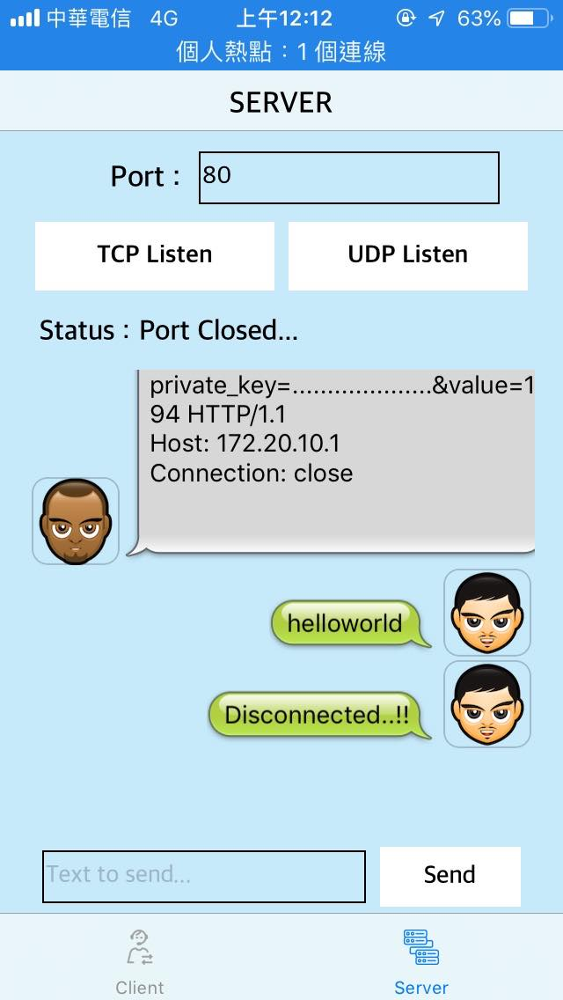 中華電信 4G 上午12:12 63%
個人熱點：1 個連線
SERVER
Port : 80
TCP Listen UDP Listen
Status : Port Closed...
private_key=....................&value=1
94 HTTP/1.1
Host: 172.20.10.1
Connection: close
helloworld
Disconnected..!!
Text to send... Send
Client Server